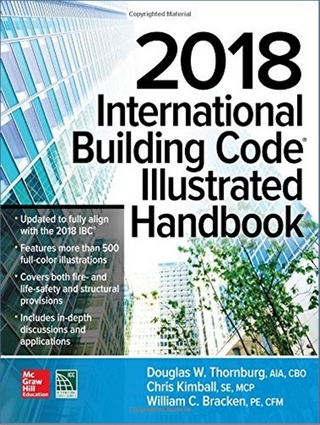 2018
International
Building Code®
Illustrated
Handbook
• Updated to fully align
with the 2018 IBC®
• Features more than 500
full-color illustrations
• Covers both fire- and
life-safety and structural
provisions
• Includes in-depth
discussions and
applications
Douglas W. Thornburg, AIA, CBO
Chris Kimball, SE, MCP
William C. Bracken, PE, CFM
Mc
Graw
Hill
Education
ICC